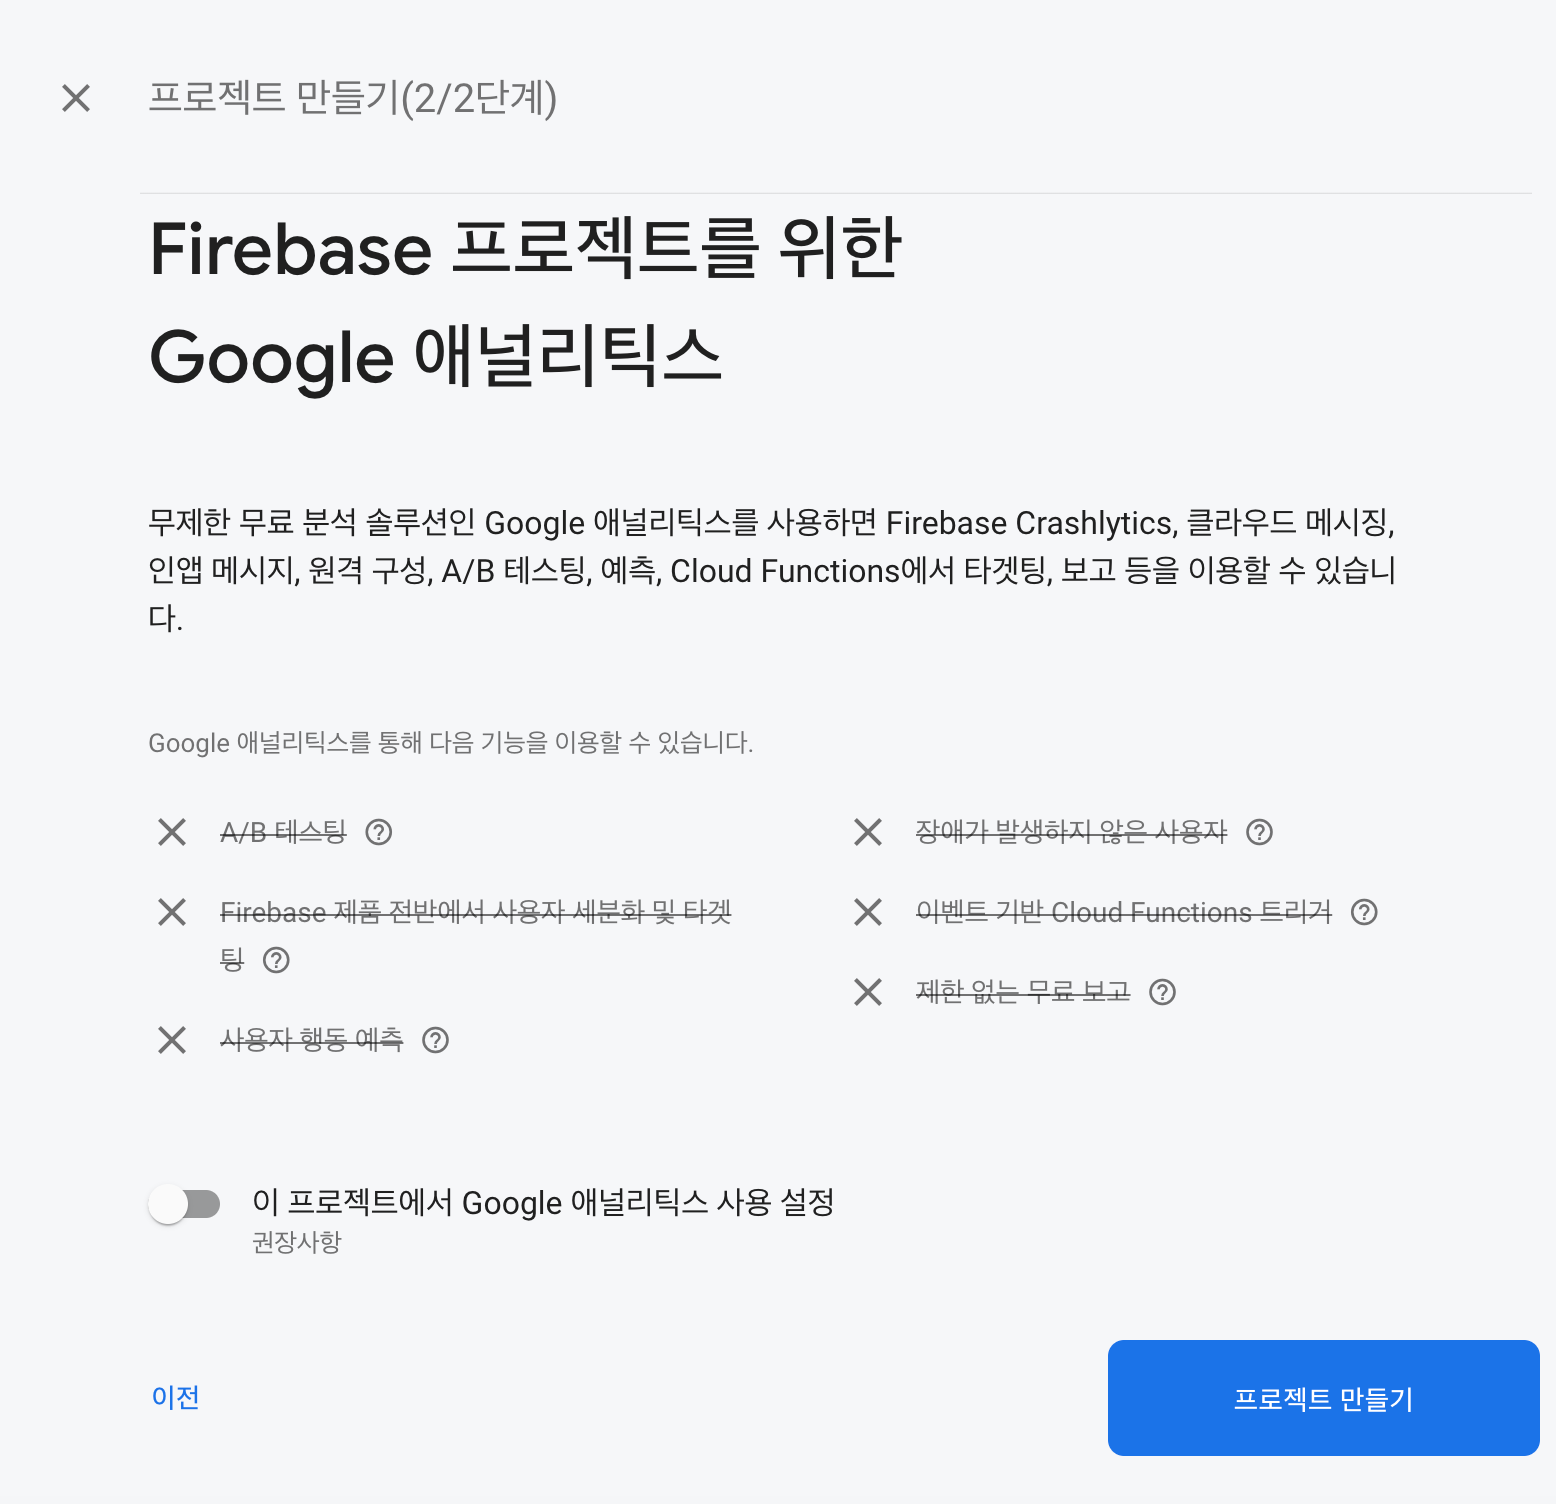 프로젝트 만들기(2/2단계)
Firebase 프로젝트를 위한
Google 애널리틱스
무제한 무료 분석 솔루션인 Google 애널리틱스를 사용하면 Firebase Crashlytics, 클라우드 메시징,
인앱 메시지, 원격 구성, A/B 테스팅, 예측, Cloud Functions에서 타겟팅, 보고 등을 이용할 수 있습니
다.
Google 애널리틱스를 통해 다음 기능을 이용할 수 있습니다.
A/B 테스팅
Firebase 제품 전반에서 사용자 세분화 및 타겟
팅
사용자 행동 예측
장애가 발생하지 않은 사용자
이벤트 기반 Cloud Functions 트리거
제한 없는 무료 보고
이 프로젝트에서 Google 애널리틱스 사용 설정
권장사항
이전
프로젝트 만들기